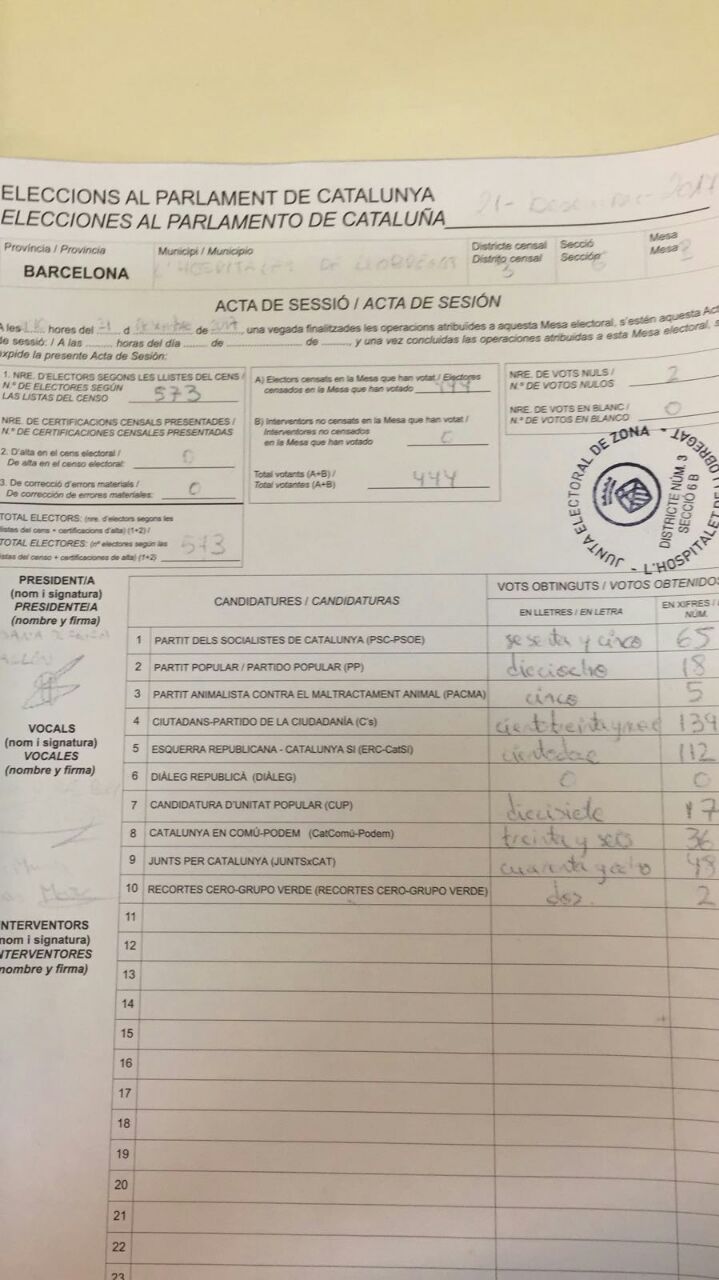 ELECCIONS AL PARLAMENT DE CATALUNYA
ELECCIONES AL PARLAMENTO DE CATALUÑA 21- 2017
Província / Provincia
BARCELONA
Municipi / Municipio
L'HOSPITALET DE LLOBREGAT
Districte censal
Distrito censal
3
Secció
Sección
6
Mesa
Mesa
ACTA DE SESSIÓ / ACTA DE SESIÓN
A les hores del 21 d de 2017, una vegada finalitzades les operacions atribuïdes a aquesta Mesa electoral, s'estén aquesta Act
de sessió: / A las ......... horas del día ...... de ........................ de ........, y una vez concluidas las operaciones atribuidas a esta Mesa electoral, s
expide la presente Acta de Sesión:
1. NRE. D'ELECTORS SEGONS LES LLISTES DEL CENS /
N.º DE ELECTORES SEGÚN
LAS LISTAS DEL CENSO 573
NRE. DE CERTIFICACIONS CENSALS PRESENTADES /
N.º DE CERTIFICACIONES CENSALES PRESENTADAS
2. D'alta en el cens electoral /
De alta en el censo electoral: 0
3. De correcció d'errors materials /
De corrección de errores materiales: 0
TOTAL ELECTORS: (nre. d'electors segons les
llistes del cens + certificacions d'alta) (1+2) /
TOTAL ELECTORES: (nº electores según las
listas del censo + certificaciones de alta) (1+2) 573
A) Electors censats en la Mesa que han votat / Electores
censados en la Mesa que han votado 444
B) Interventors no censats en la Mesa que han votat /
Interventores no censados
en la Mesa que han votado 0
Total votants (A+B) /
Total votantes (A+B) 444
NRE. DE VOTS NULS /
N.º DE VOTOS NULOS 2
NRE. DE VOTS EN BLANC /
N.º DE VOTOS EN BLANCO 0
JUNTA ELECTORAL DE ZONA - L'HOSPITALET DE LLOBREGAT -
DISTRICTE NÚM. 3
SECCIÓ 6 B
PRESIDENT/A
(nom i signatura)
PRESIDENTE/A
(nombre y firma)
VOCALS
(nom i signatura)
VOCALES
(nombre y firma)
INTERVENTORS
(nom i signatura)
INTERVENTORES
(nombre y firma)
CANDIDATURES / CANDIDATURAS
VOTS OBTINGUTS / VOTOS OBTENIDOS
EN LLETRES / EN LETRA
EN XIFRES /
NÚM.
1 PARTIT DELS SOCIALISTES DE CATALUNYA (PSC-PSOE) sesenta y cinco 65
2 PARTIT POPULAR / PARTIDO POPULAR (PP) dieciocho 18
3 PARTIT ANIMALISTA CONTRA EL MALTRACTAMENT ANIMAL (PACMA) cinco 5
4 CIUTADANS-PARTIDO DE LA CIUDADANÍA (C's) 139
5 ESQUERRA REPUBLICANA - CATALUNYA SÍ (ERC-CatSí) 112
6 DIÀLEG REPUBLICÀ (DIÀLEG) 0 0
7 CANDIDATURA D'UNITAT POPULAR (CUP) diecisiete 17
8 CATALUNYA EN COMÚ-PODEM (CatComú-Podem) treinta y seis 36
9 JUNTS PER CATALUNYA (JUNTSxCAT) cuarenta y ocho 48
10 RECORTES CERO-GRUPO VERDE (RECORTES CERO-GRUPO VERDE) dos. 2
11
12
13
14
15
16
17
18
19
20
21
22
23